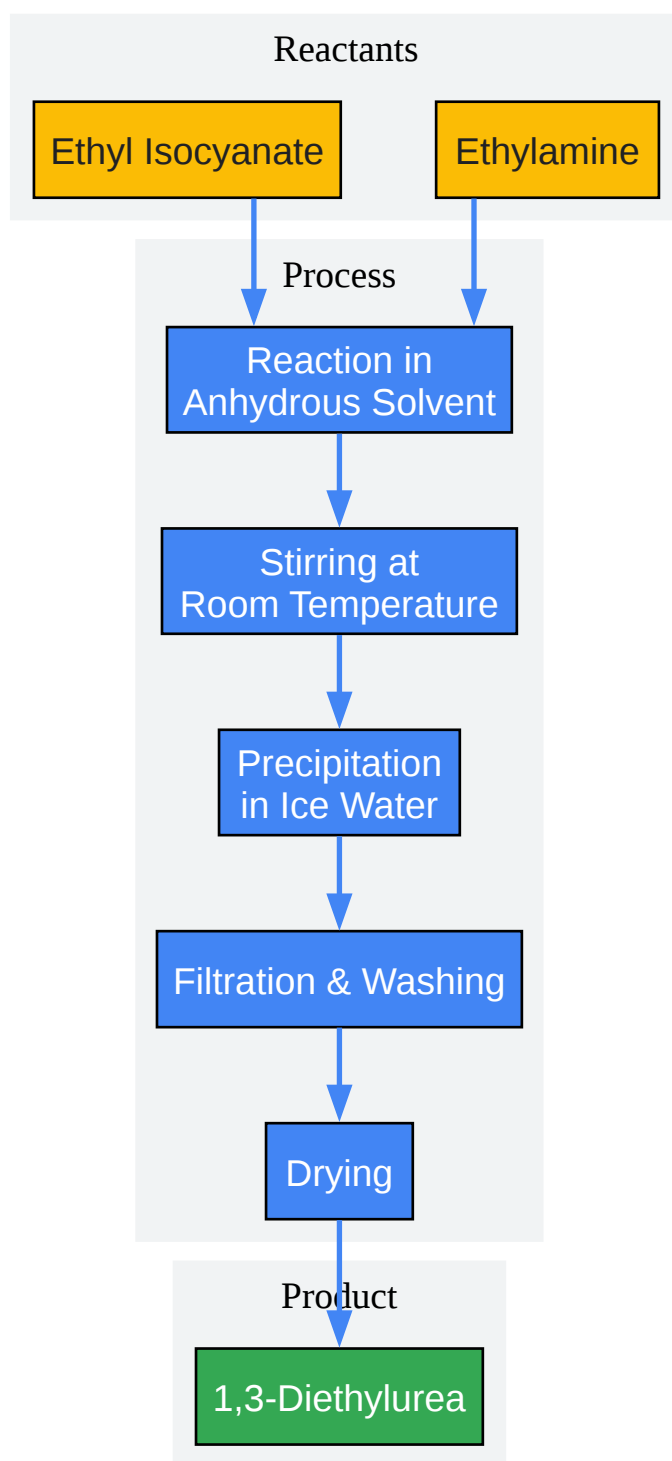 Reactants
Ethyl Isocyanate
Ethylamine
Process
Reaction in
Anhydrous Solvent
Stirring at
Room Temperature
Precipitation
in Ice Water
Filtration & Washing
Drying
Product
1,3-Diethylurea